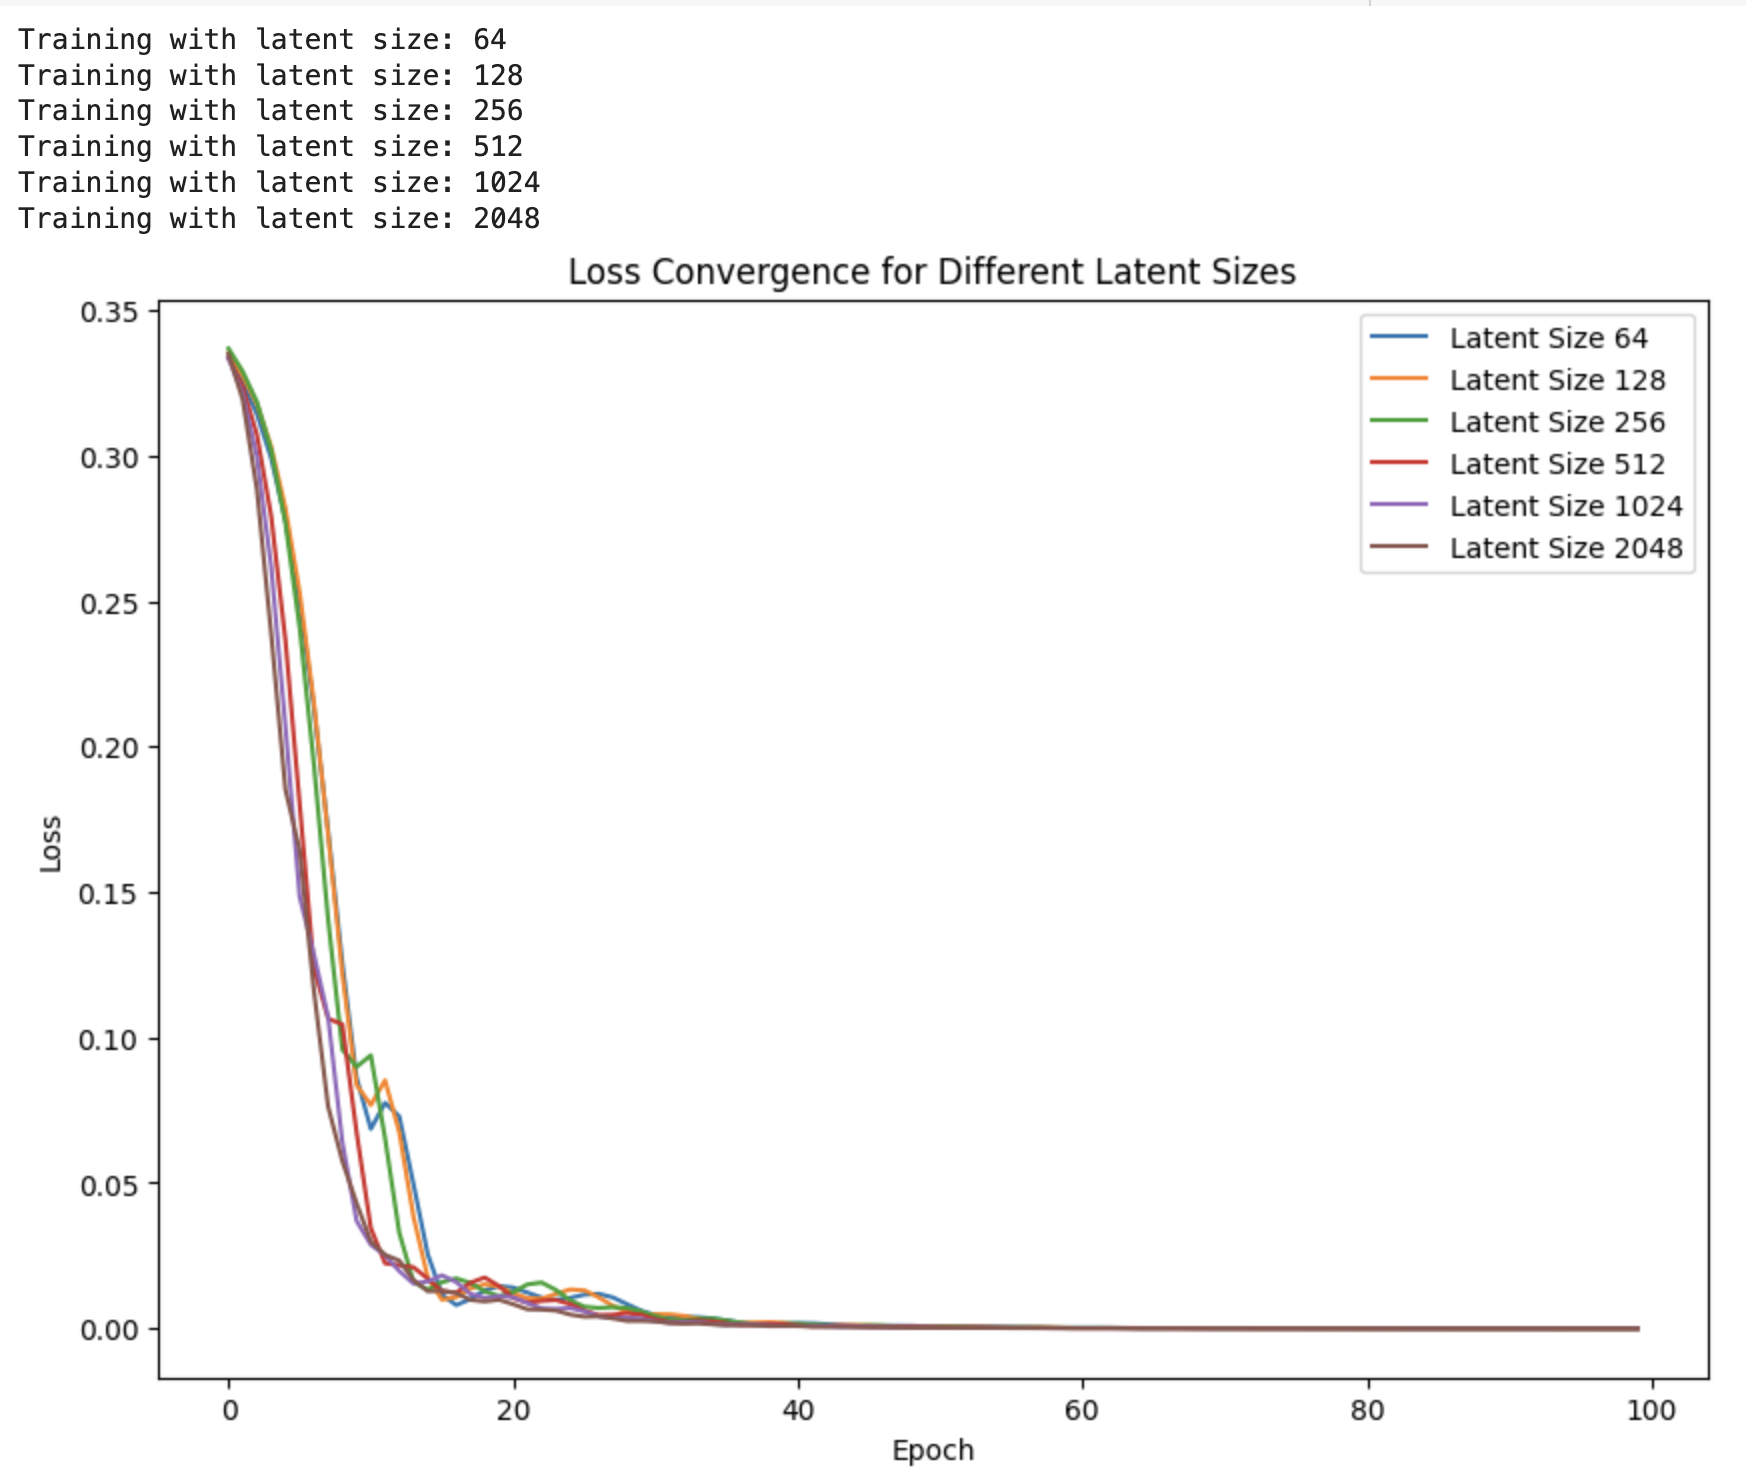 Training with latent size: 64
Training with latent size: 128
Training with latent size: 256
Training with latent size: 512
Training with latent size: 1024
Training with latent size: 2048
Loss Convergence for Different Latent Sizes
0.35
0.30
0.25
0.20
0.15
0.10
0.05
0.00
Loss
Latent Size 64
Latent Size 128
Latent Size 256
Latent Size 512
Latent Size 1024
Latent Size 2048
0 20 40 60 80 100
Epoch